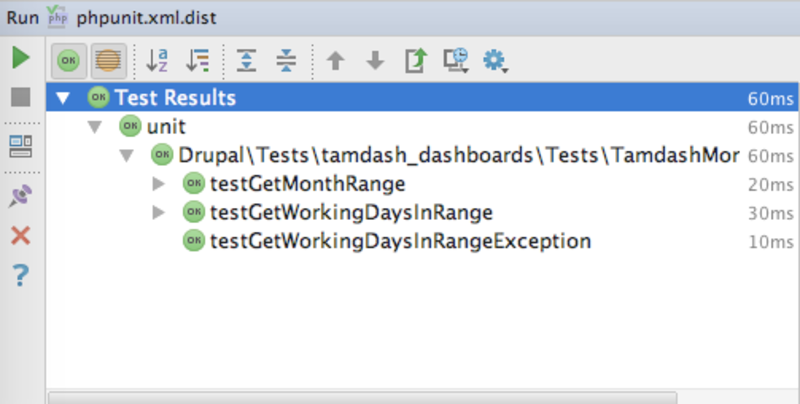 Run php phpunit.xml.dist
OK
OK Test Results 60ms
OK unit 60ms
OK Drupal\Tests\tamdash_dashboards\Tests\TamdashMor 60ms
OK testGetMonthRange 20ms
OK testGetWorkingDaysInRange 30ms
OK testGetWorkingDaysInRangeException 10ms